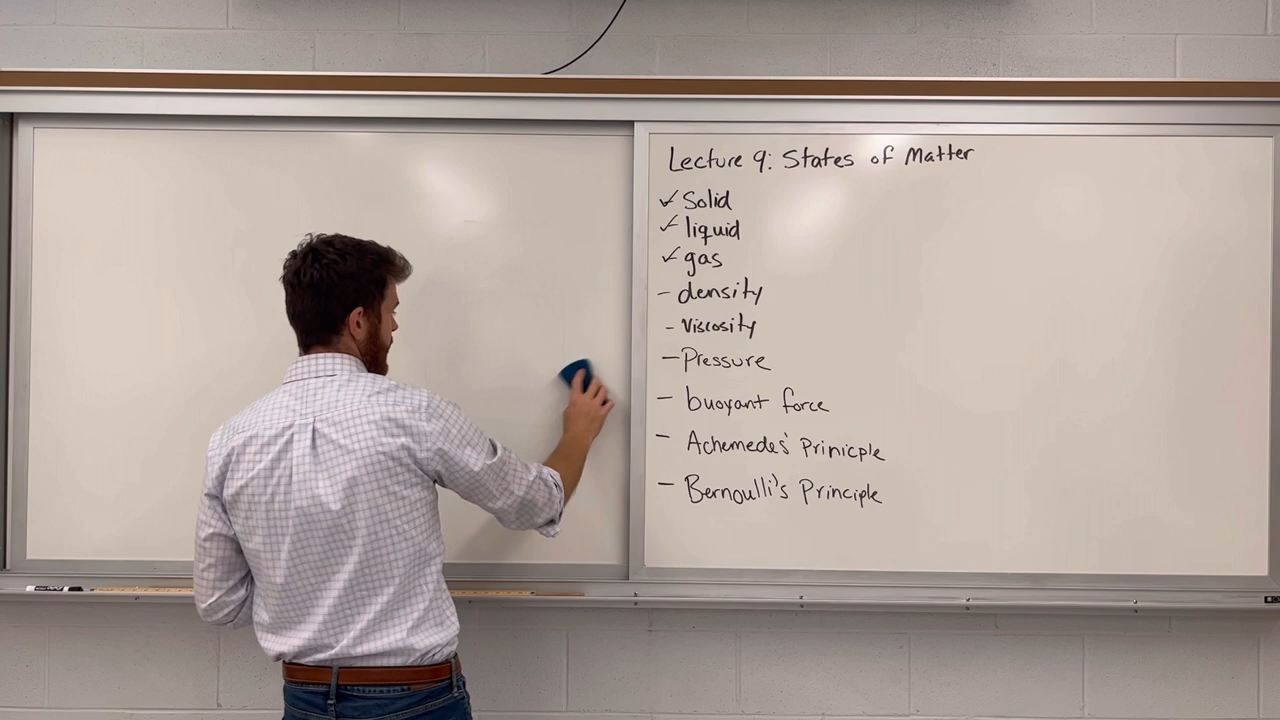 Lecture 9: States of Matter
✓ Solid
✓ liquid
✓ gas
- density
- Viscosity
- Pressure
- buoyant force
- Achemedes' Prinicple
- Bernoulli's Principle